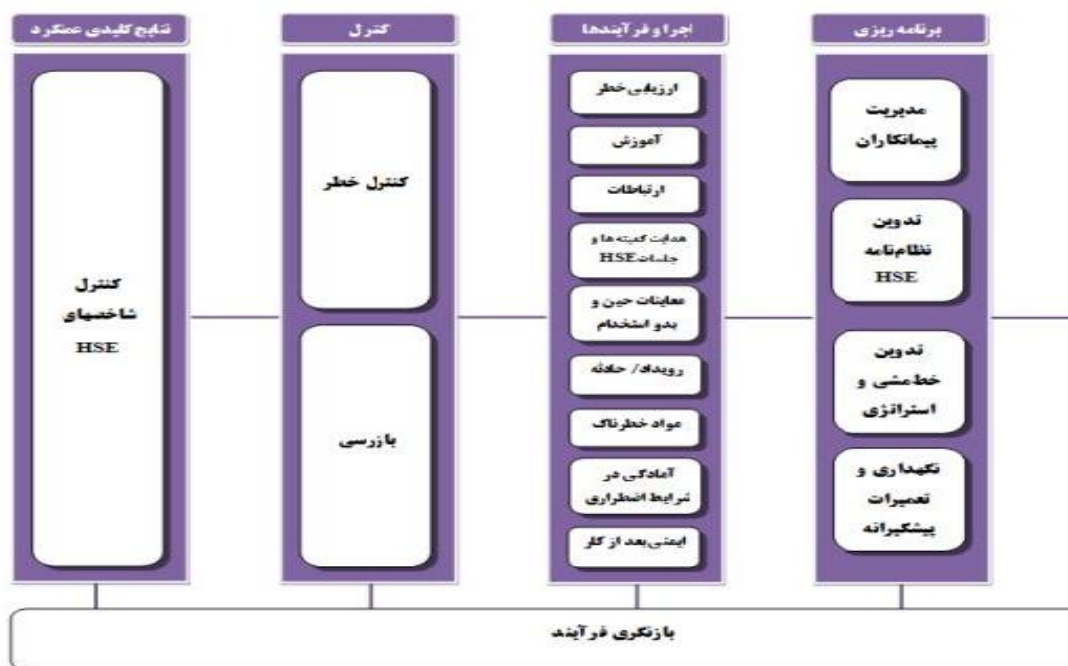 برنامه ریزی
مدیریت
پیمانکاران
تدوین
نظام‌نامه
HSE
تدوین
خط‌مشی و
استراتژی
نگهداری و
تعمیرات
پیشگیرانه
اجرا و فرآیندها
ارزیابی خطر
آموزش
ارتباطات
هدایت کمیته ها و
جلسات HSE
معاینات حین و
بدو استخدام
رویداد/ حادثه
مواد خطرناک
آمادگی در
شرایط اضطراری
ایمنی بعد از کار
کنترل
کنترل خطر
بازرسی
نتایج کلیدی عملکرد
کنترل
شاخصهای
HSE
بازنگری فرآیند